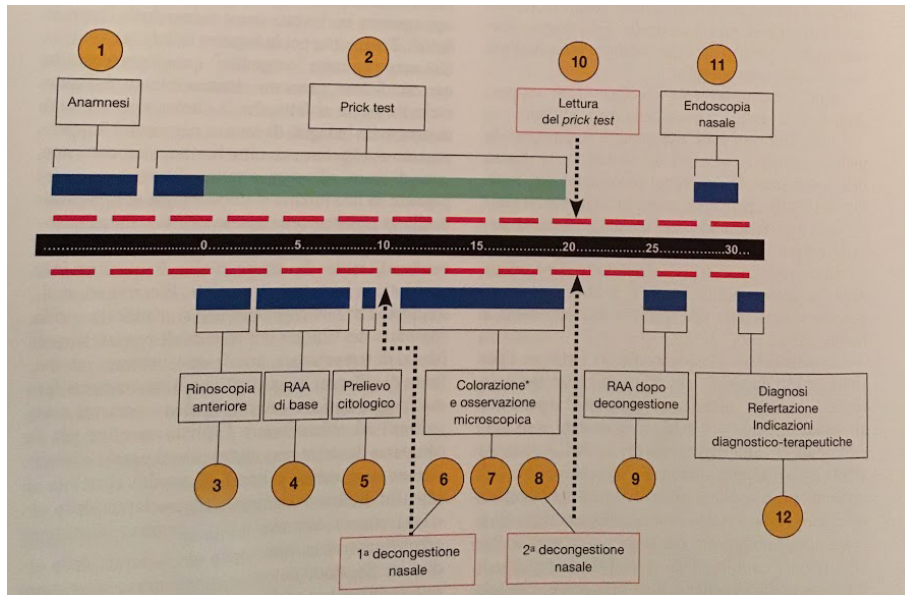 1
2
10
11
Anamnesi
Prick test
Lettura
del prick test
Endoscopia
nasale
0 5 10 15 20 25 30
Rinoscopia
anteriore
RAA
di base
Prelievo
citologico
Colorazione*
e osservazione
microscopica
RAA dopo
decongestione
Diagnosi
Refertazione
Indicazioni
diagnostico-terapeutiche
3
4
5
6
7
8
9
12
1ª decongestione
nasale
2ª decongestione
nasale